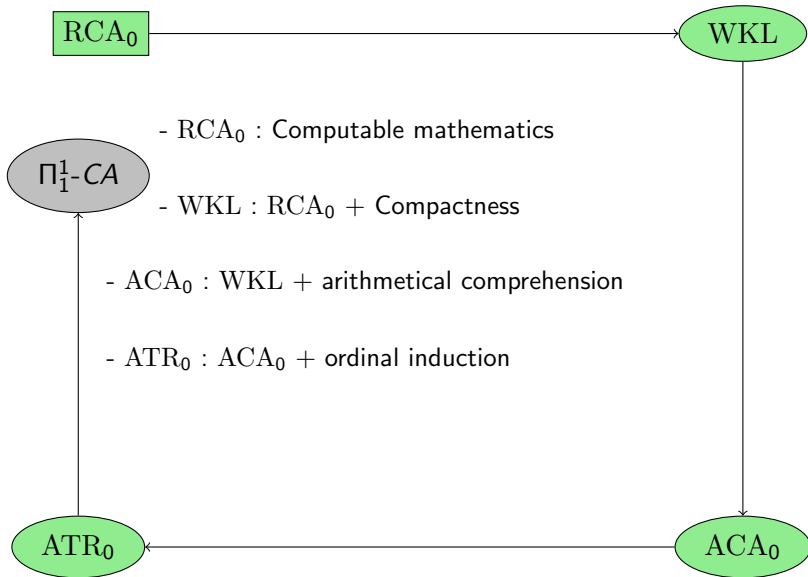 RCA₀ WKL
- RCA₀ : Computable mathematics
Π¹₁-CA
- WKL : RCA₀ + Compactness
- ACA₀ : WKL + arithmetical comprehension
- ATR₀ : ACA₀ + ordinal induction
ATR₀ ACA₀